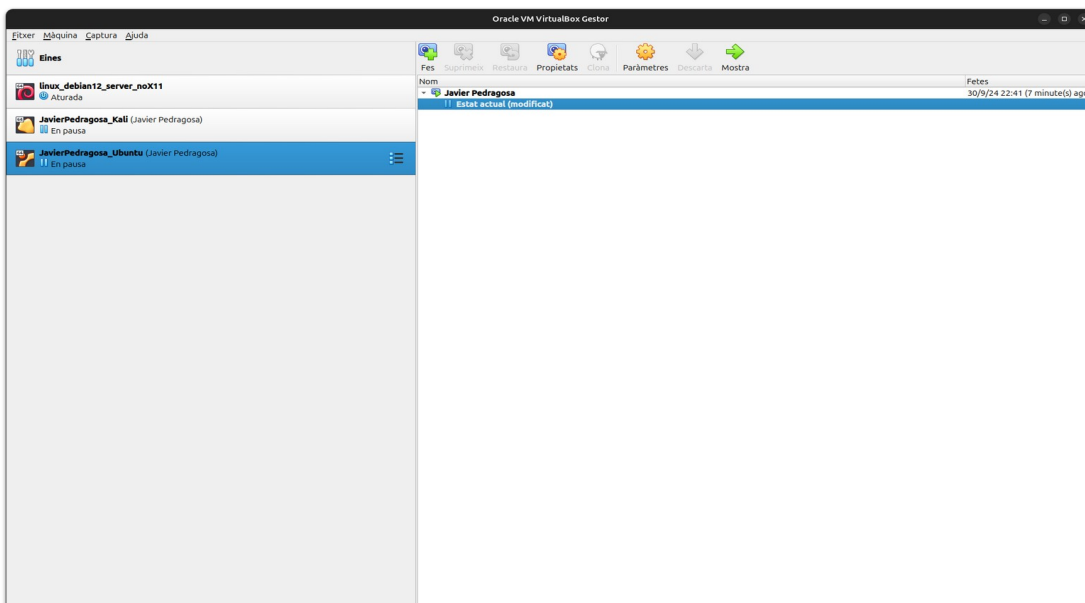 Oracle VM VirtualBox Gestor
Fitxer Màquina Captura Ajuda
Eines
Fes Suprimeix Restaura Propietats Clona Paràmetres Descarta Mostra
Nom Fetes
linux_debian12_server_noX11
Aturada
JavierPedragosa_Kali (Javier Pedragosa)
En pausa
JavierPedragosa_Ubuntu (Javier Pedragosa)
En pausa
Javier Pedragosa 30/9/24 22:41 (7 minute(s) ago
Estat actual (modificat)